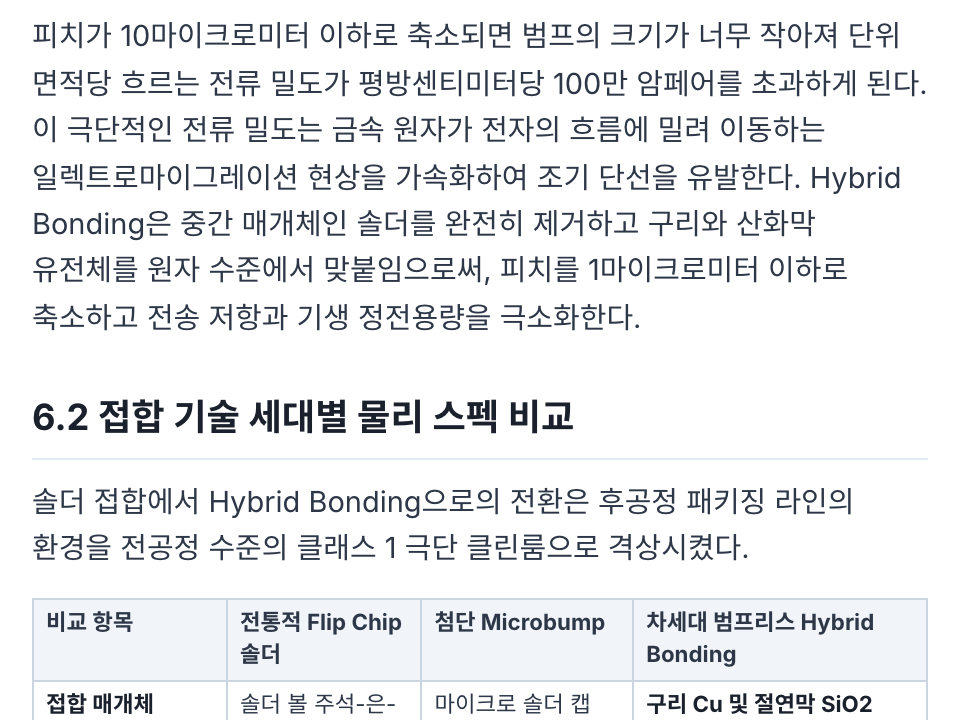 피치가 10마이크로미터 이하로 축소되면 범프의 크기가 너무 작아져 단위
면적당 흐르는 전류 밀도가 평방센티미터당 100만 암페어를 초과하게 된다.
이 극단적인 전류 밀도는 금속 원자가 전자의 흐름에 밀려 이동하는
일렉트로마이그레이션 현상을 가속화하여 조기 단선을 유발한다. Hybrid
Bonding은 중간 매개체인 솔더를 완전히 제거하고 구리와 산화막
유전체를 원자 수준에서 맞붙임으로써, 피치를 1마이크로미터 이하로
축소하고 전송 저항과 기생 정전용량을 극소화한다.
6.2 접합 기술 세대별 물리 스펙 비교
솔더 접합에서 Hybrid Bonding으로의 전환은 후공정 패키징 라인의
환경을 전공정 수준의 클래스 1 극단 클린룸으로 격상시켰다.
비교 항목 전통적 Flip Chip 첨단 Microbump 차세대 범프리스 Hybrid
솔더 Bonding
접합 매개체 솔더 볼 주석-은- 마이크로 솔더 캡 구리 Cu 및 절연막 SiO2